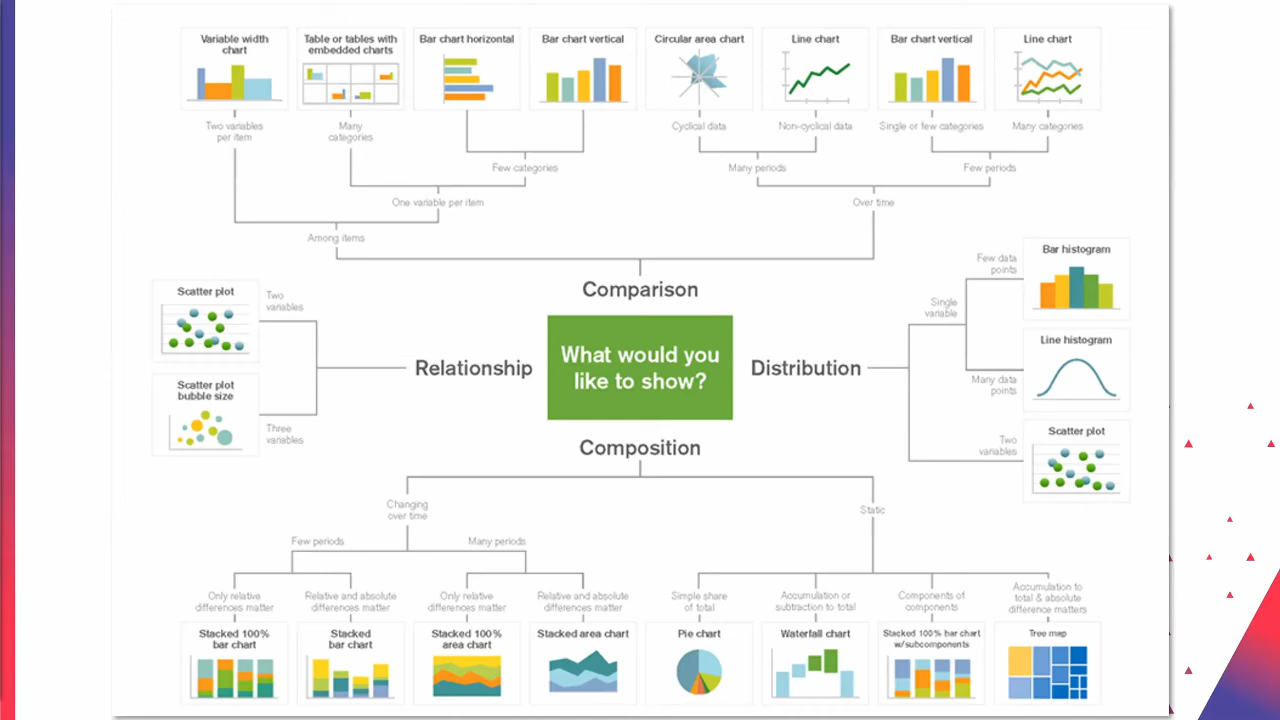 Variable width
chart
Table or tables with
embedded charts
Bar chart horizontal
Bar chart vertical
Circular area chart
Line chart
Bar chart vertical
Line chart
Two variables
per item
Many
categories
Cyclical data
Non-cyclical data
Single or few categories
Many categories
Few categories
Many periods
Few periods
One variable per item
Over time
Among items
Comparison
Scatter plot
Two
variables
Scatter plot
bubble size
Three
variables
Relationship
What would you
like to show?
Distribution
Single
variable
Few data
points
Bar histogram
Line histogram
Many data
points
Two
variables
Scatter plot
Composition
Changing
over time
Static
Few periods
Many periods
Only relative
differences matter
Relative and absolute
differences matter
Only relative
differences matter
Relative and absolute
differences matter
Simple share
of total
Accumulation or
subtraction to total
Components of
components
Accumulation to
total & absolute
difference matters
Stacked 100%
bar chart
Stacked
bar chart
Stacked 100%
area chart
Stacked area chart
Pie chart
Waterfall chart
Stacked 100% bar chart
w/subcomponents
Tree map